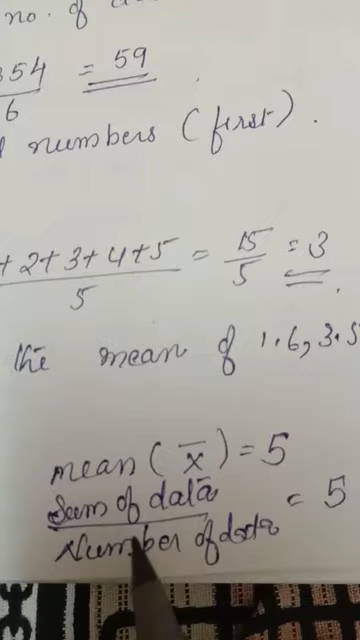 no. of
354/6 = 59
numbers (first).
+ 2 + 3 + 4 + 5 / 5 = 15/5 = 3
the mean of 1.6, 3.5
mean (x̄) = 5
Sum of data / Number of data = 5